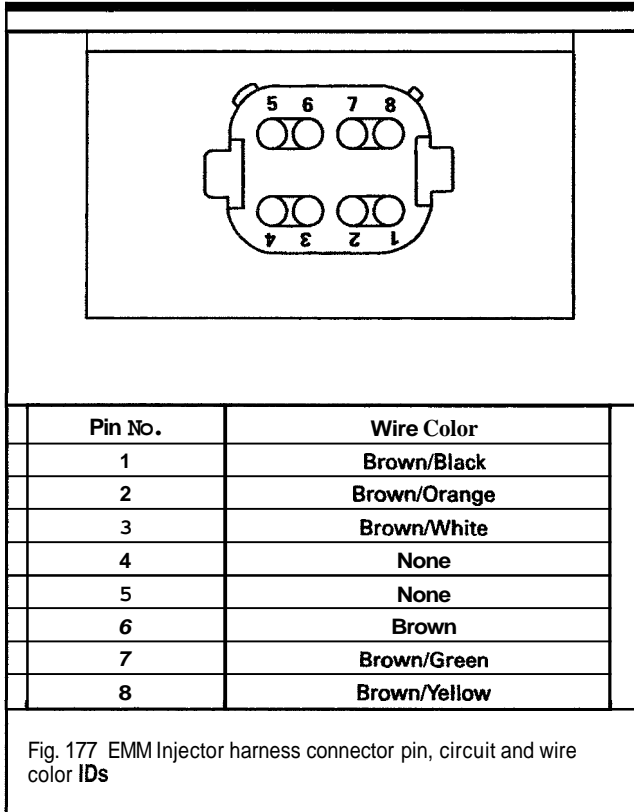 5 6 7 8
4 3 2 1
Pin No. Wire Color
1 Brown/Black
2 Brown/Orange
3 Brown/White
4 None
5 None
6 Brown
7 Brown/Green
8 Brown/Yellow
Fig. 177 EMM Injector harness connector pin, circuit and wire
color IDs